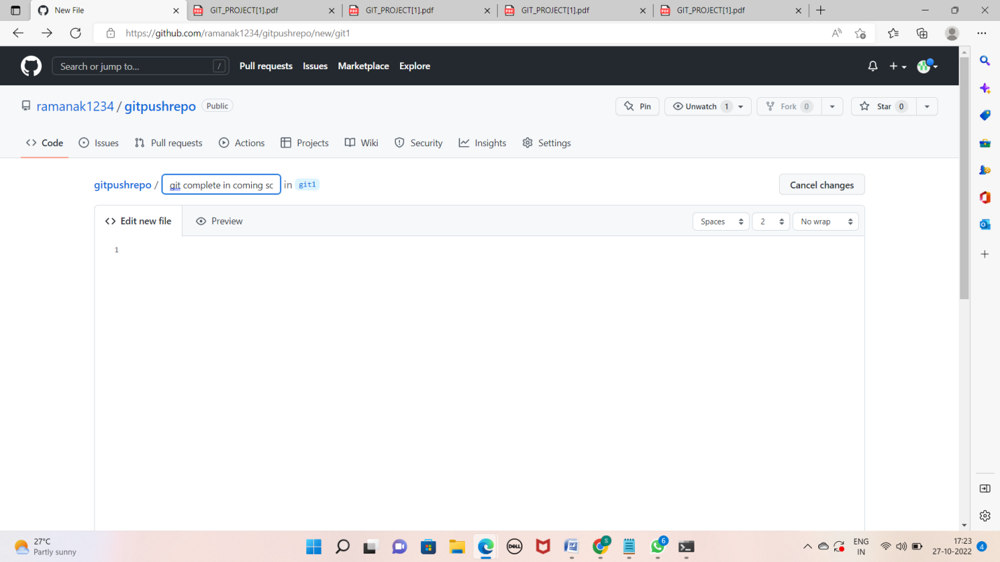 New File
GIT_PROJECT[1].pdf
GIT_PROJECT[1].pdf
GIT_PROJECT[1].pdf
GIT_PROJECT[1].pdf
https://github.com/ramanak1234/gitpushrepo/new/git1
Search or jump to... /
Pull requests Issues Marketplace Explore
ramanak1234 / gitpushrepo Public
Pin Unwatch 1 Fork 0 Star 0
Code Issues Pull requests Actions Projects Wiki Insights Security Settings
gitpushrepo / git complete in coming sc in git1 Cancel changes
Edit new file Preview Spaces 2 No wrap
1
27°C
Partly sunny
DELL
W
S
6
ENG
IN
17:23
27-10-2022
4